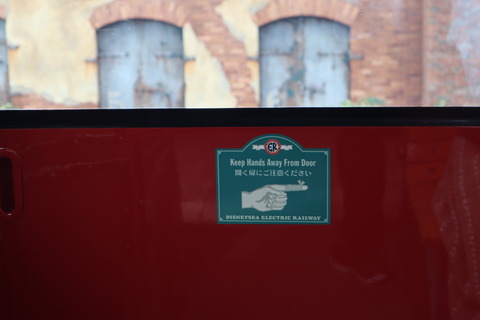 ER
Keep Hands Away From Door
開く扉にご注意ください
DISNEYSEA ELECTRIC RAILWAY